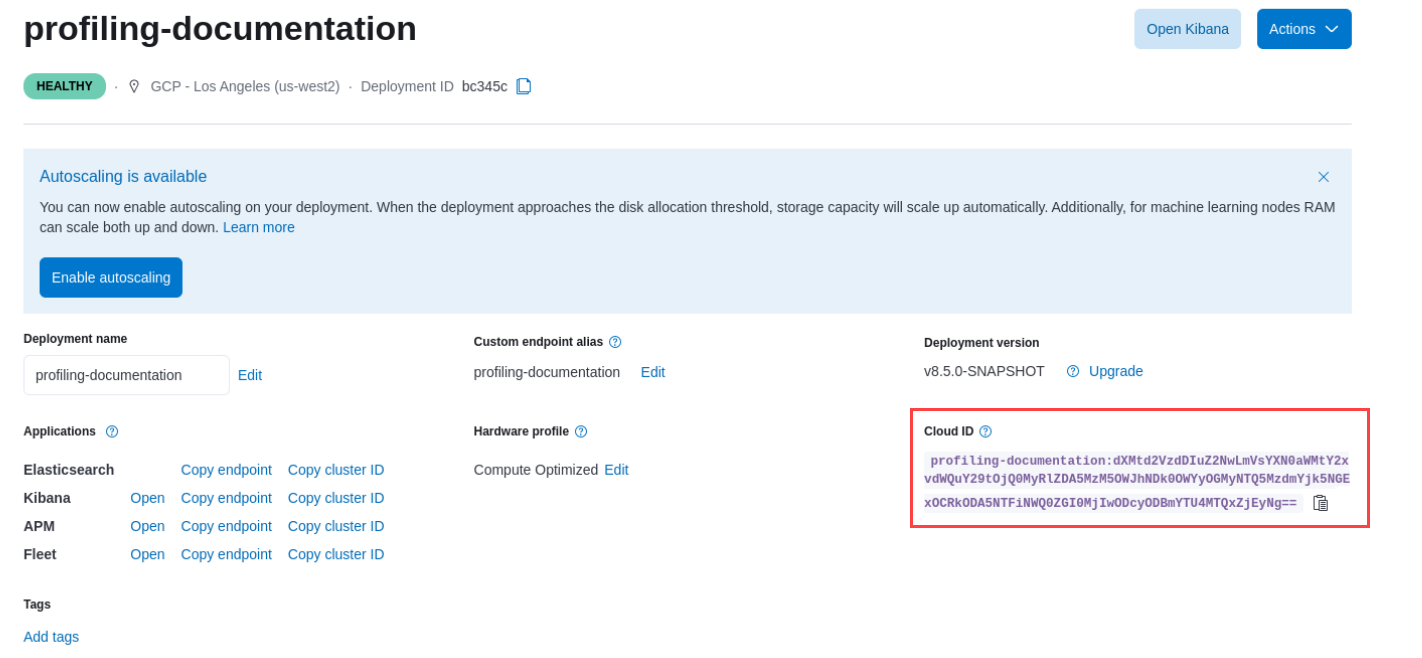 profiling-documentation
Open Kibana
Actions
HEALTHY · GCP - Los Angeles (us-west2) · Deployment ID bc345c
Autoscaling is available
You can now enable autoscaling on your deployment. When the deployment approaches the disk allocation threshold, storage capacity will scale up automatically. Additionally, for machine learning nodes RAM
can scale both up and down. Learn more
Enable autoscaling
Deployment name
profiling-documentation Edit
Custom endpoint alias
profiling-documentation Edit
Deployment version
v8.5.0-SNAPSHOT Upgrade
Applications
Elasticsearch Copy endpoint Copy cluster ID
Kibana Open Copy endpoint Copy cluster ID
APM Open Copy endpoint Copy cluster ID
Fleet Open Copy endpoint Copy cluster ID
Hardware profile
Compute Optimized Edit
Cloud ID
profiling-documentation:dXMtd2VzdDIuZ2NwLmVsYXN0aWMtY2x
vdWQuY29tOjQ0MyRlZDA5MzM5OWJhNDk0OWYyOGMyNTQ5MzdmYjk5NGE
xOCRkODA5NTFiNWQ0ZGI0MjIwODcyODBmYTU4MTQxZjEyNg==
Tags
Add tags